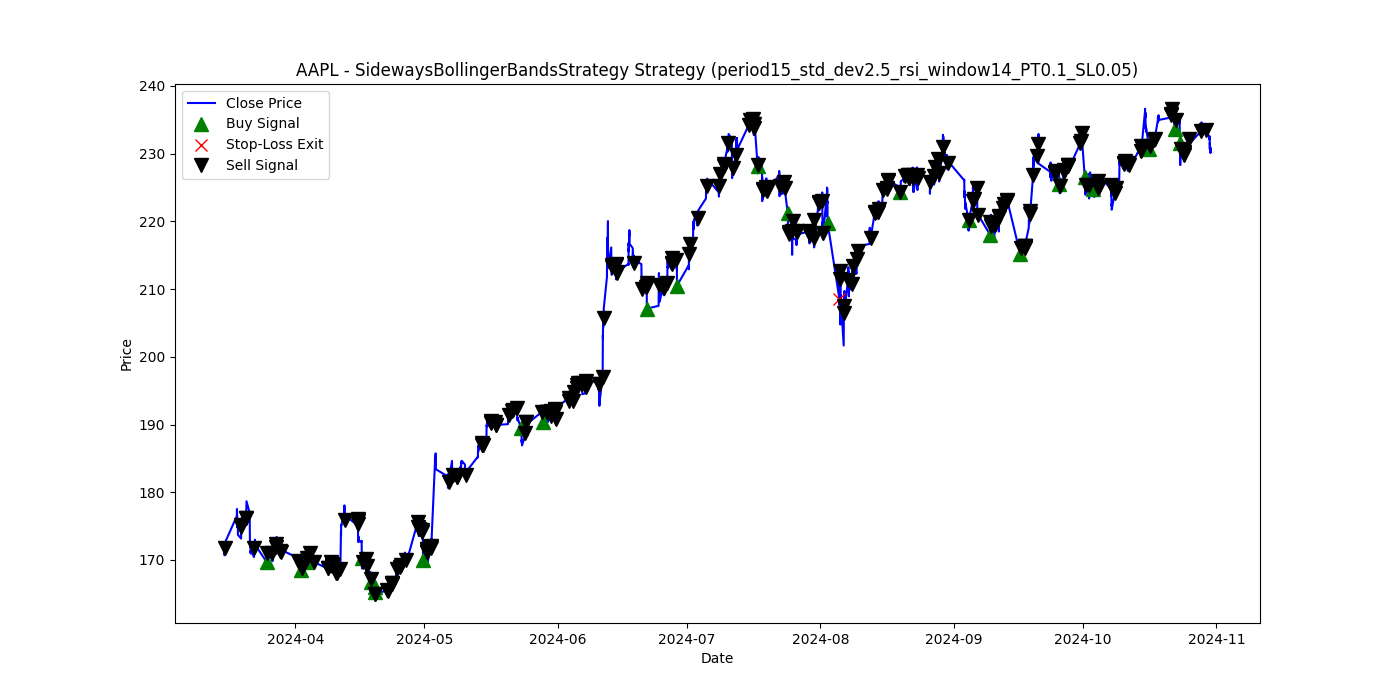 AAPL - SidewaysBollingerBandsStrategy Strategy (period15_std_dev2.5_rsi_window14_PT0.1_SL0.05)
Close Price
Buy Signal
Stop-Loss Exit
Sell Signal
240
230
220
210
200
190
180
170
Price
2024-04
2024-05
2024-06
2024-07
2024-08
2024-09
2024-10
2024-11
Date